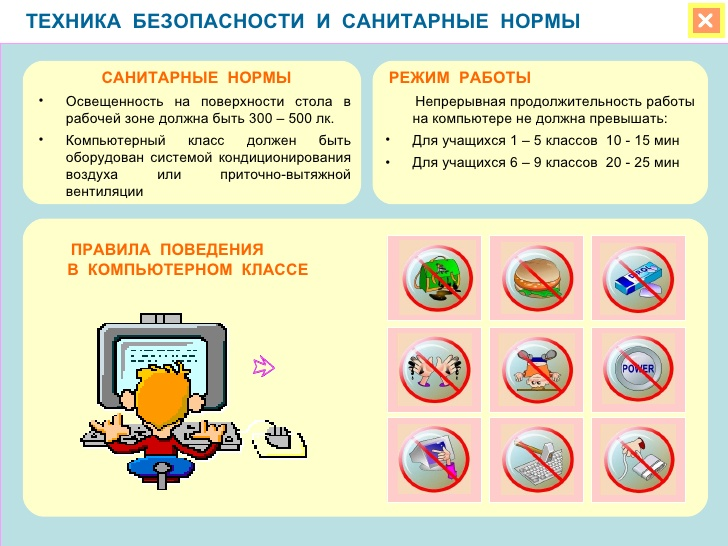 ТЕХНИКА БЕЗОПАСНОСТИ И САНИТАРНЫЕ НОРМЫ
САНИТАРНЫЕ НОРМЫ
• Освещенность на поверхности стола в
рабочей зоне должна быть 300 – 500 лк.
• Компьютерный класс должен быть
оборудован системой кондиционирования
воздуха или приточно-вытяжной
вентиляции
РЕЖИМ РАБОТЫ
Непрерывная продолжительность работы
на компьютере не должна превышать:
• Для учащихся 1 – 5 классов 10 - 15 мин
• Для учащихся 6 – 9 классов 20 - 25 мин
ПРАВИЛА ПОВЕДЕНИЯ
В КОМПЬЮТЕРНОМ КЛАССЕ
POWER